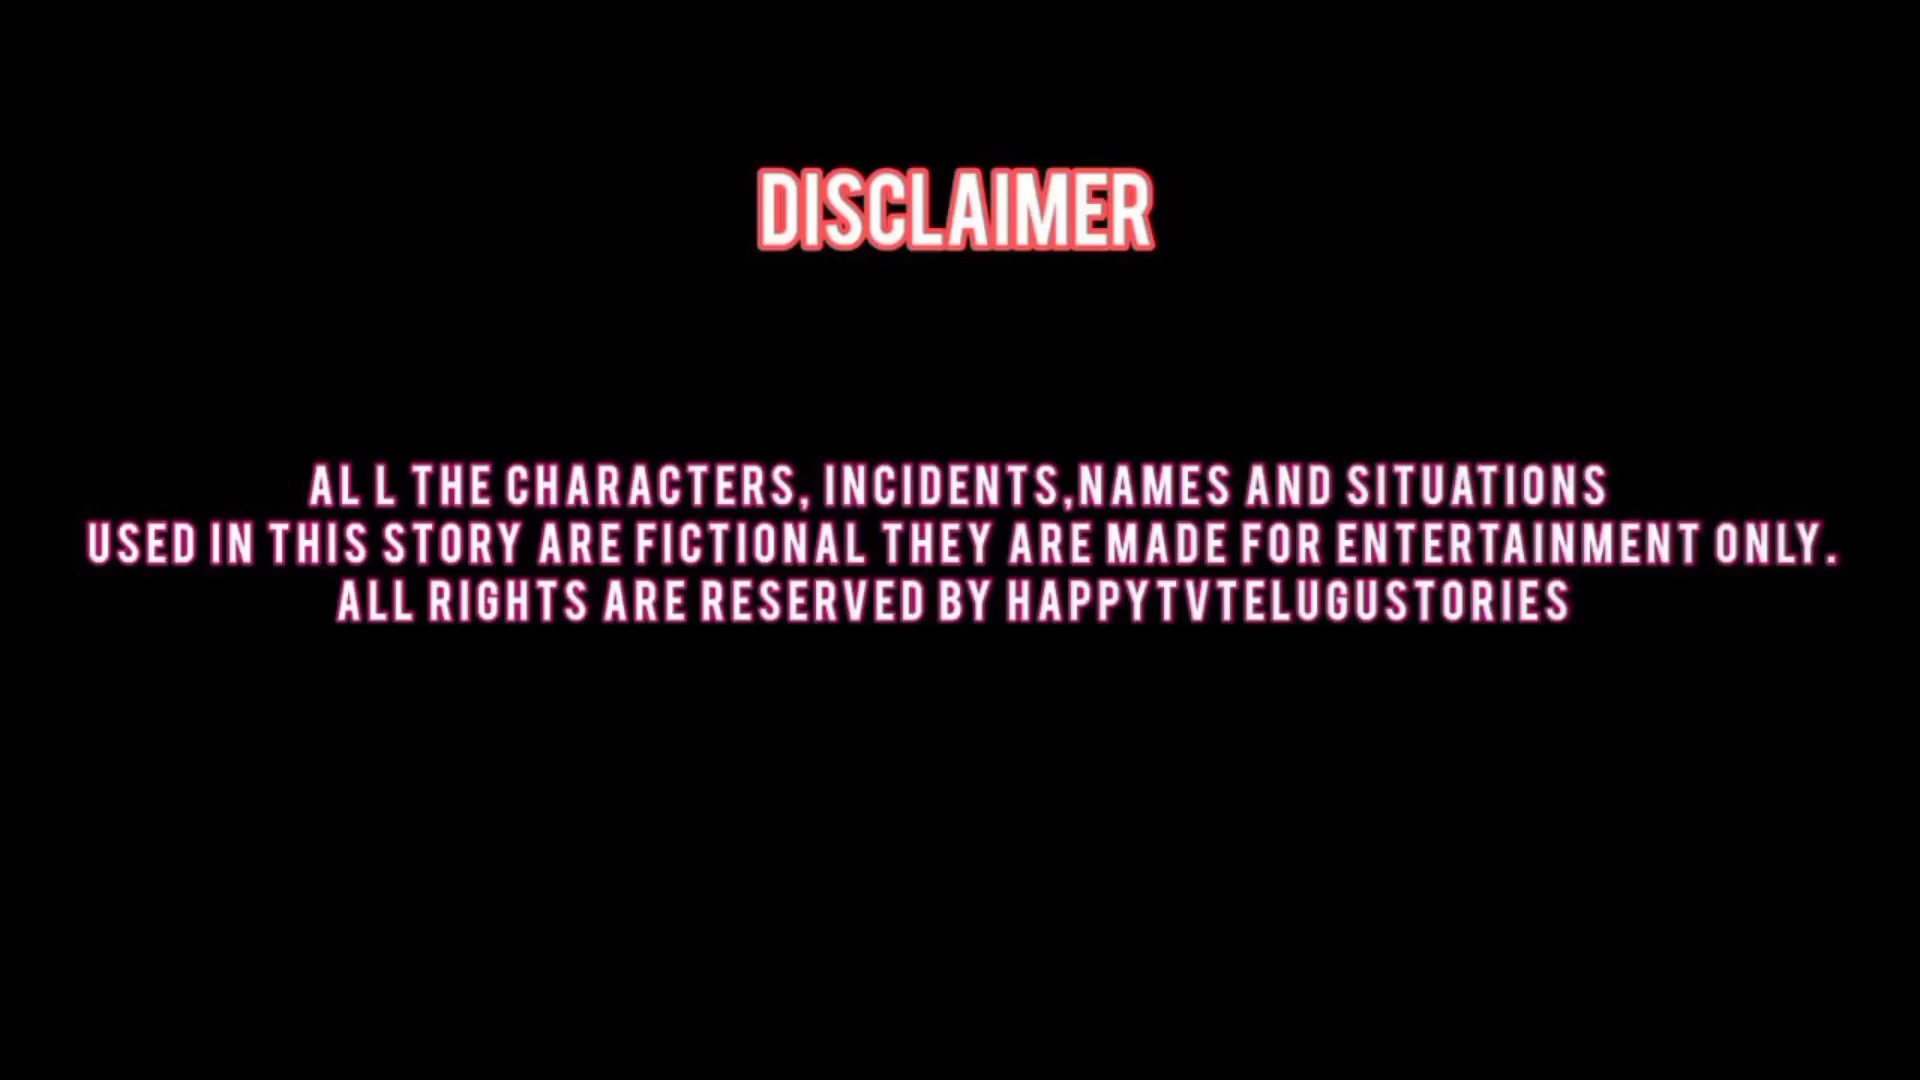 DISCLAIMER
AL L THE CHARACTERS, INCIDENTS,NAMES AND SITUATIONS
USED IN THIS STORY ARE FICTIONAL THEY ARE MADE FOR ENTERTAINMENT ONLY.
ALL RIGHTS ARE RESERVED BY HAPPYTVTELUGUSTORIES